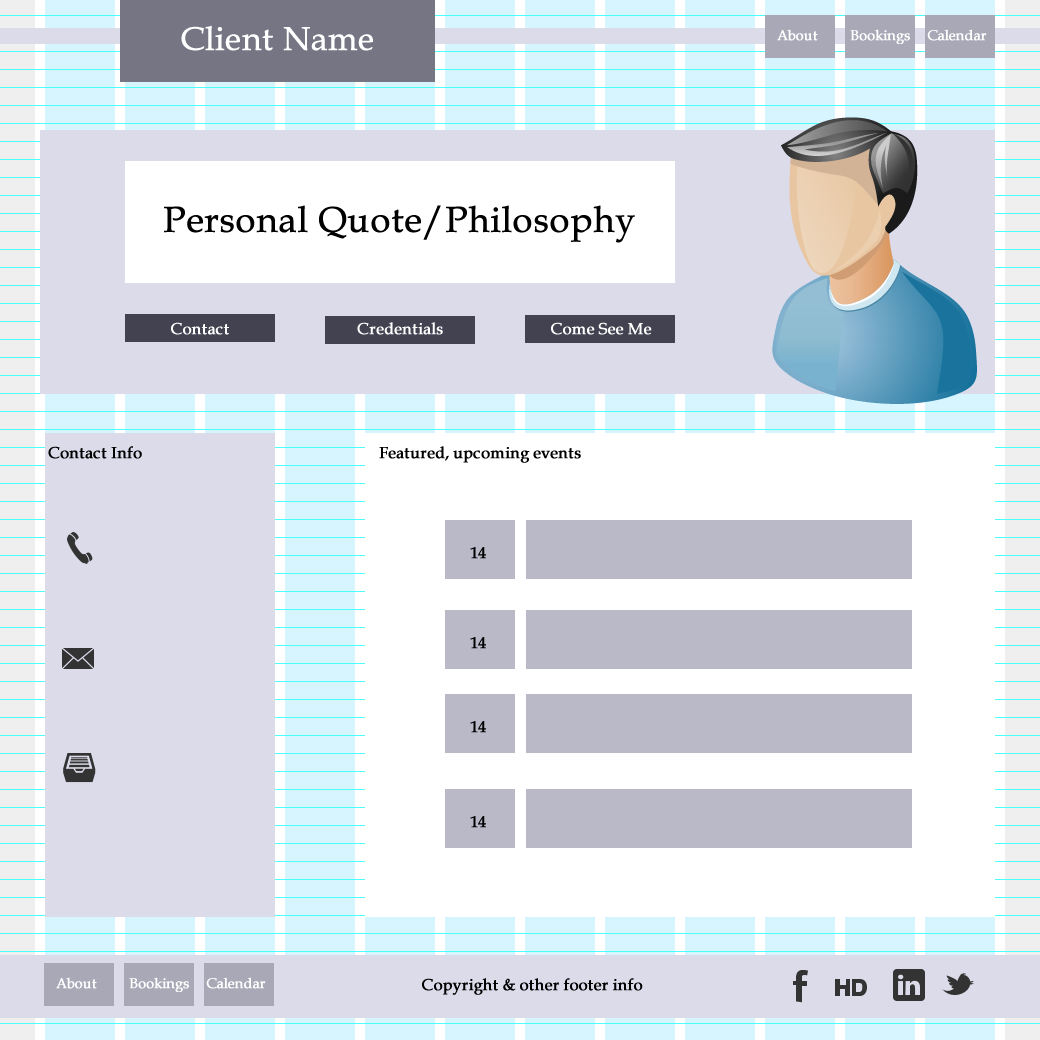 Client Name
About
Bookings
Calendar
Personal Quote/Philosophy
Contact
Credentials
Come See Me
Contact Info
Featured, upcoming events
14
14
14
14
About
Bookings
Calendar
Copyright & other footer info
f
HD
in